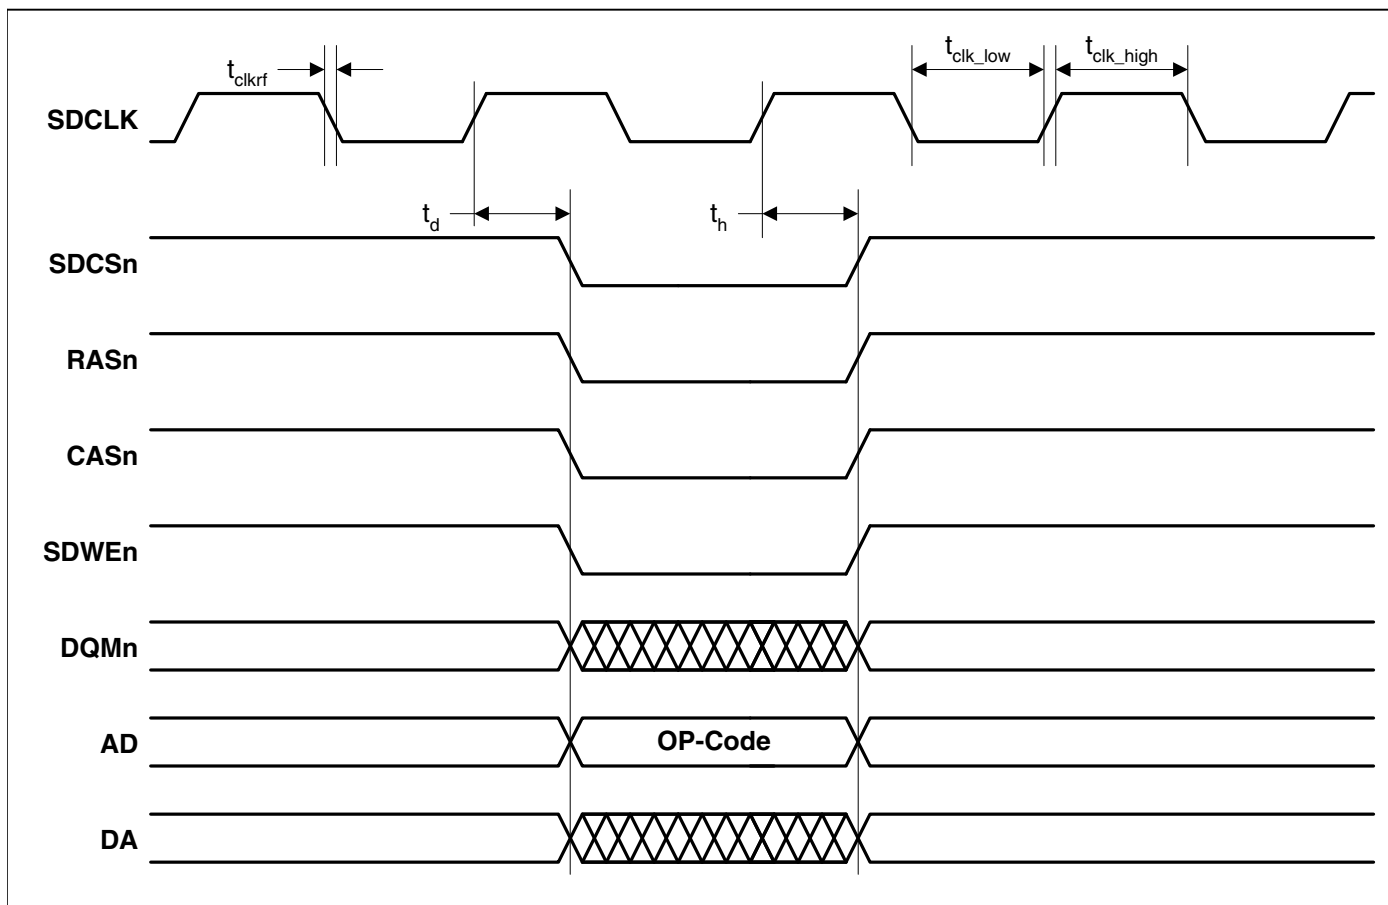 t_clkrf
t_clk_low
t_clk_high
SDCLK
t_d
t_h
SDCSn
RASn
CASn
SDWEn
DQMn
AD
OP-Code
DA